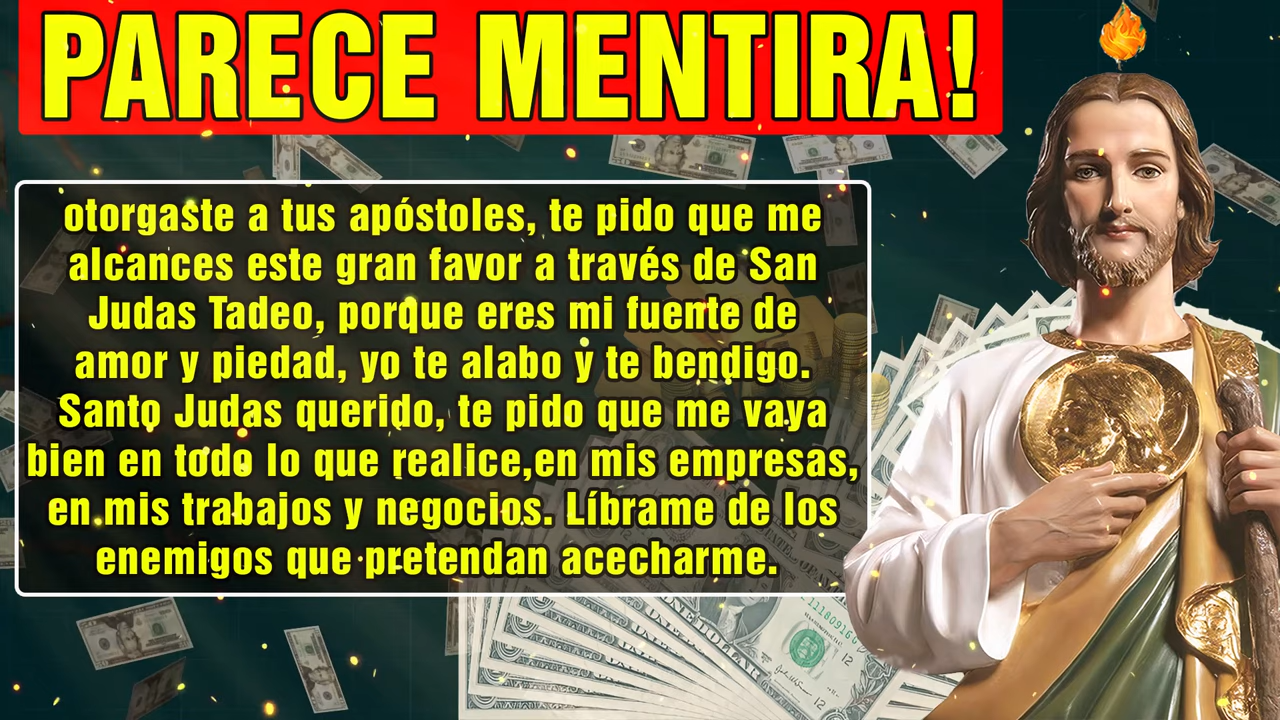 PARECE MENTIRA!
otorgaste a tus apóstoles, te pido que me
alcances este gran favor a través de San
Judas Tadeo, porque eres mi fuente de
amor y piedad, yo te alabo y te bendigo.
Santo Judas querido, te pido que me vaya
bien en todo lo que realice,en mis empresas,
en mis trabajos y negocios. Líbrame de los
enemigos que pretendan acecharme.